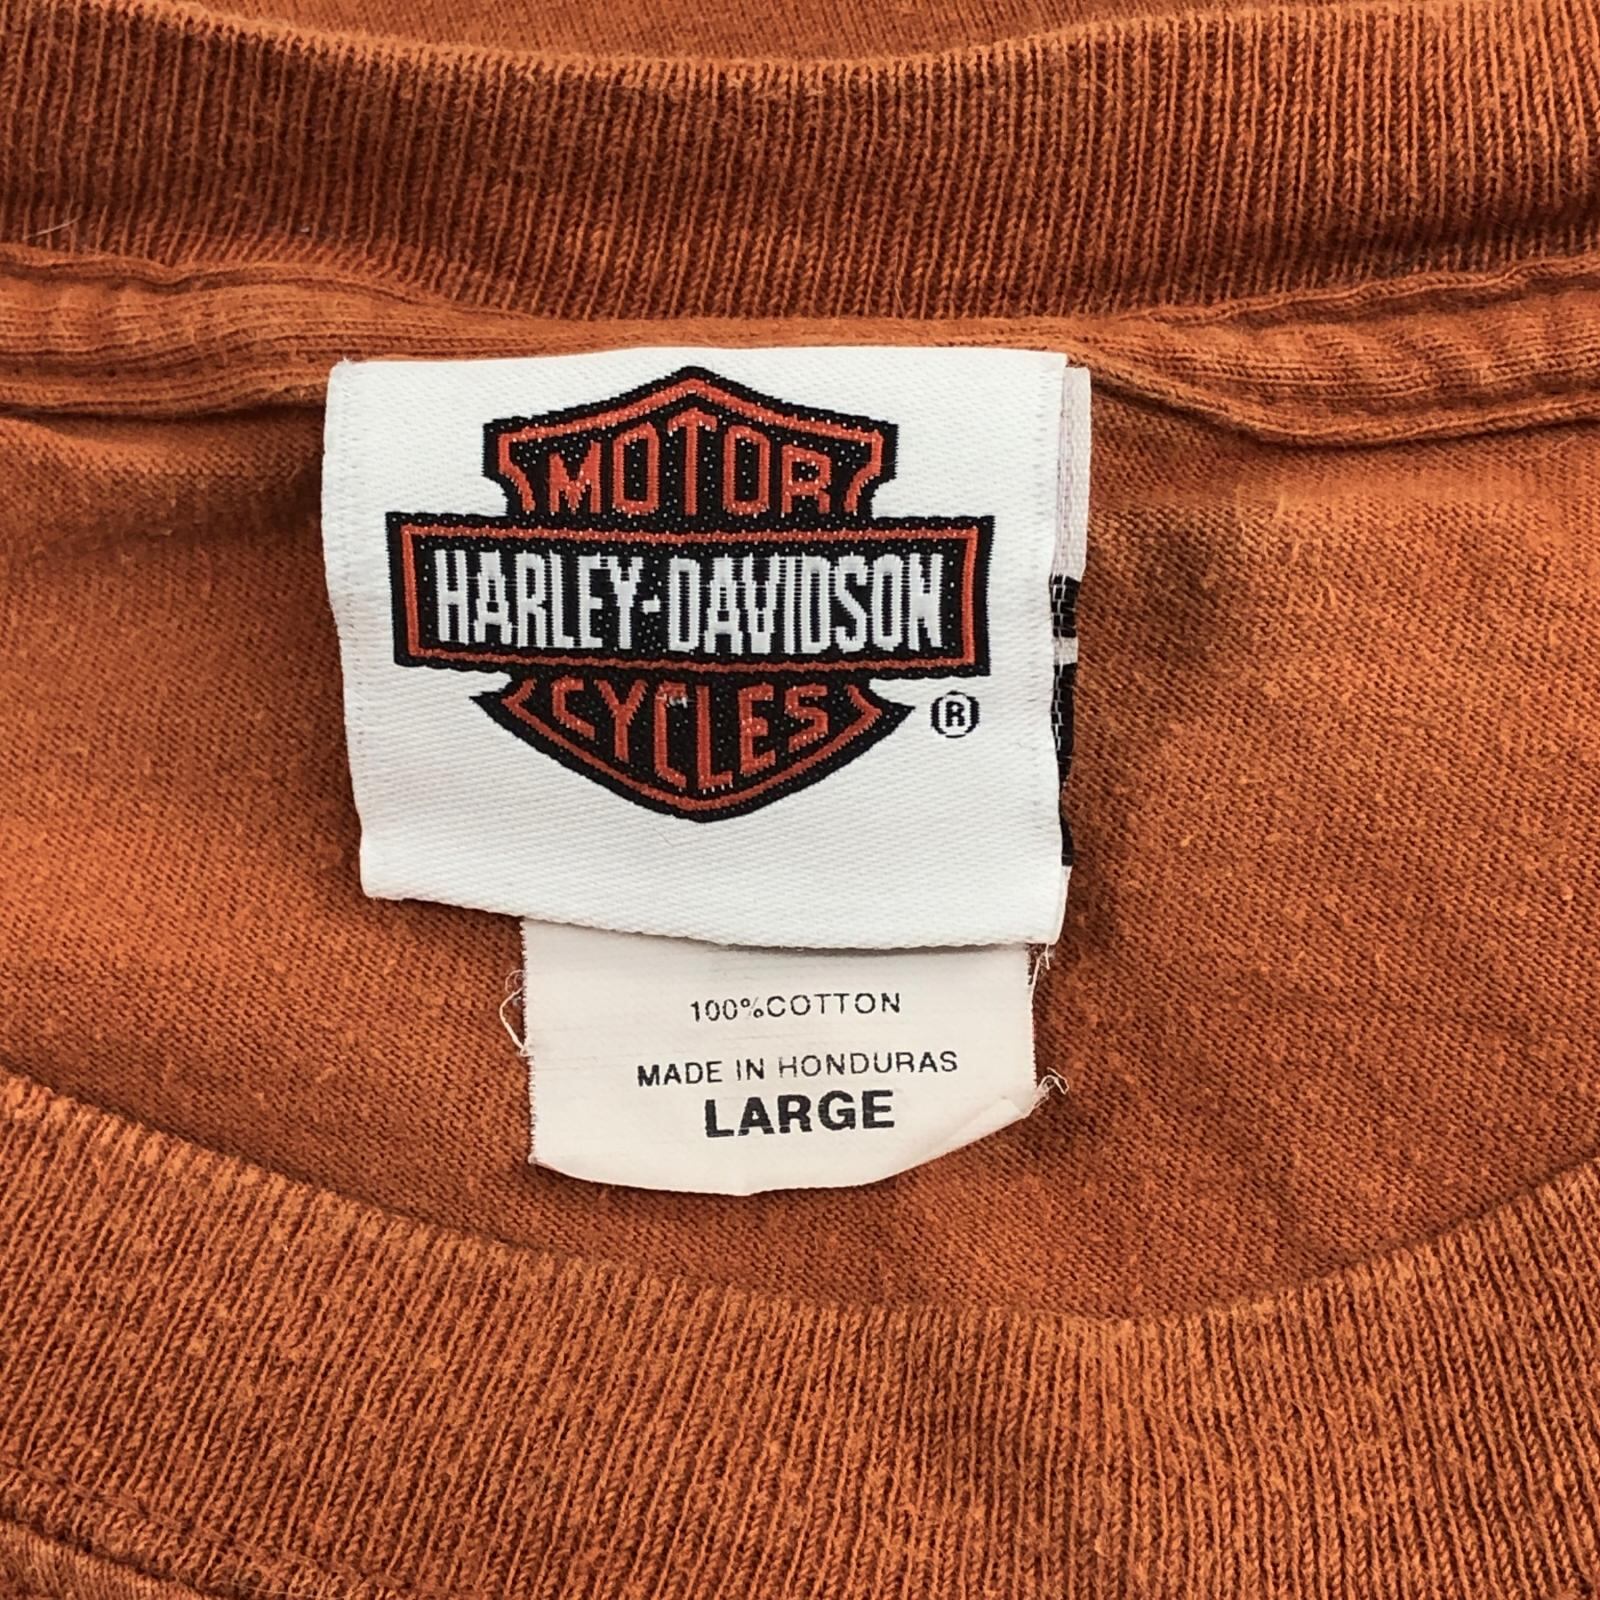 MOTOR
HARLEY-DAVIDSON
CYCLES
®
100%COTTON
MADE IN HONDURAS
LARGE